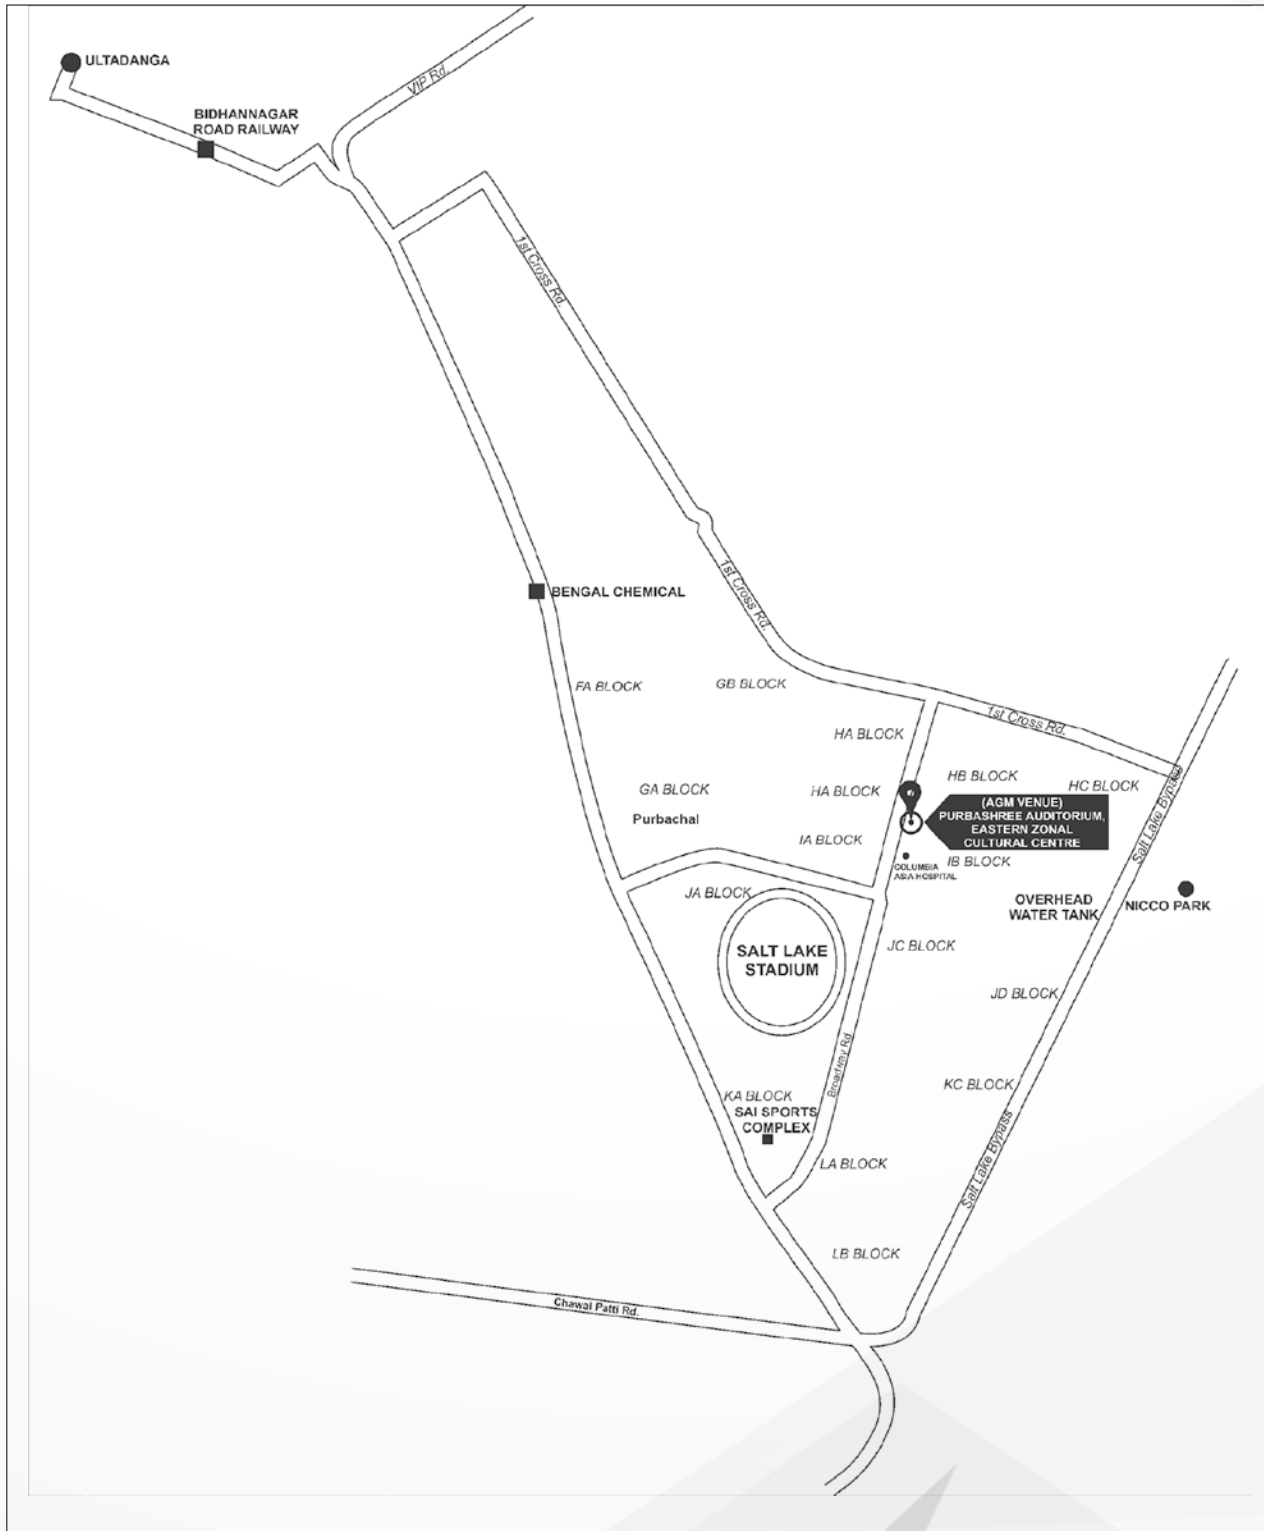 ULTADANGA
VIP Rd.
BIDHANNAGAR
ROAD RAILWAY
1st Cross Rd.
BENGAL CHEMICAL
1st Cross Rd.
FA BLOCK
GB BLOCK
1st Cross Rd.
HA BLOCK
HB BLOCK
HC BLOCK
GA BLOCK
HA BLOCK
Purbachal
(AGM VENUE)
PURBASHREE AUDITORIUM,
EASTERN ZONAL
CULTURAL CENTRE
Salt Lake Bypass
IA BLOCK
IB BLOCK
COLUMBIA
ASIA HOSPITAL
JA BLOCK
OVERHEAD
WATER TANK
NICCO PARK
SALT LAKE
STADIUM
JC BLOCK
JD BLOCK
Broadway Rd.
KC BLOCK
KA BLOCK
SAI SPORTS
COMPLEX
LA BLOCK
Salt Lake Bypass
LB BLOCK
Chawal Patti Rd.